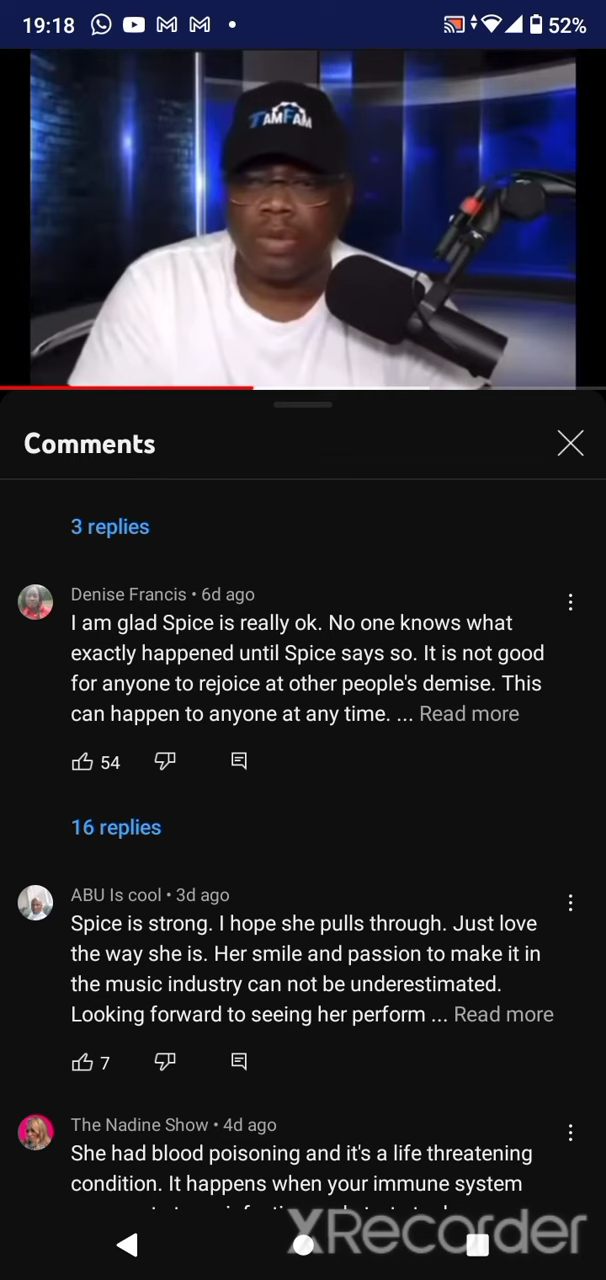 19:18
52%
TAMFAM
Comments
3 replies
Denise Francis • 6d ago
I am glad Spice is really ok. No one knows what
exactly happened until Spice says so. It is not good
for anyone to rejoice at other people's demise. This
can happen to anyone at any time. ... Read more
54
16 replies
ABU Is cool • 3d ago
Spice is strong. I hope she pulls through. Just love
the way she is. Her smile and passion to make it in
the music industry can not be underestimated.
Looking forward to seeing her perform ... Read more
7
The Nadine Show • 4d ago
She had blood poisoning and it's a life threatening
condition. It happens when your immune system
XRecorder